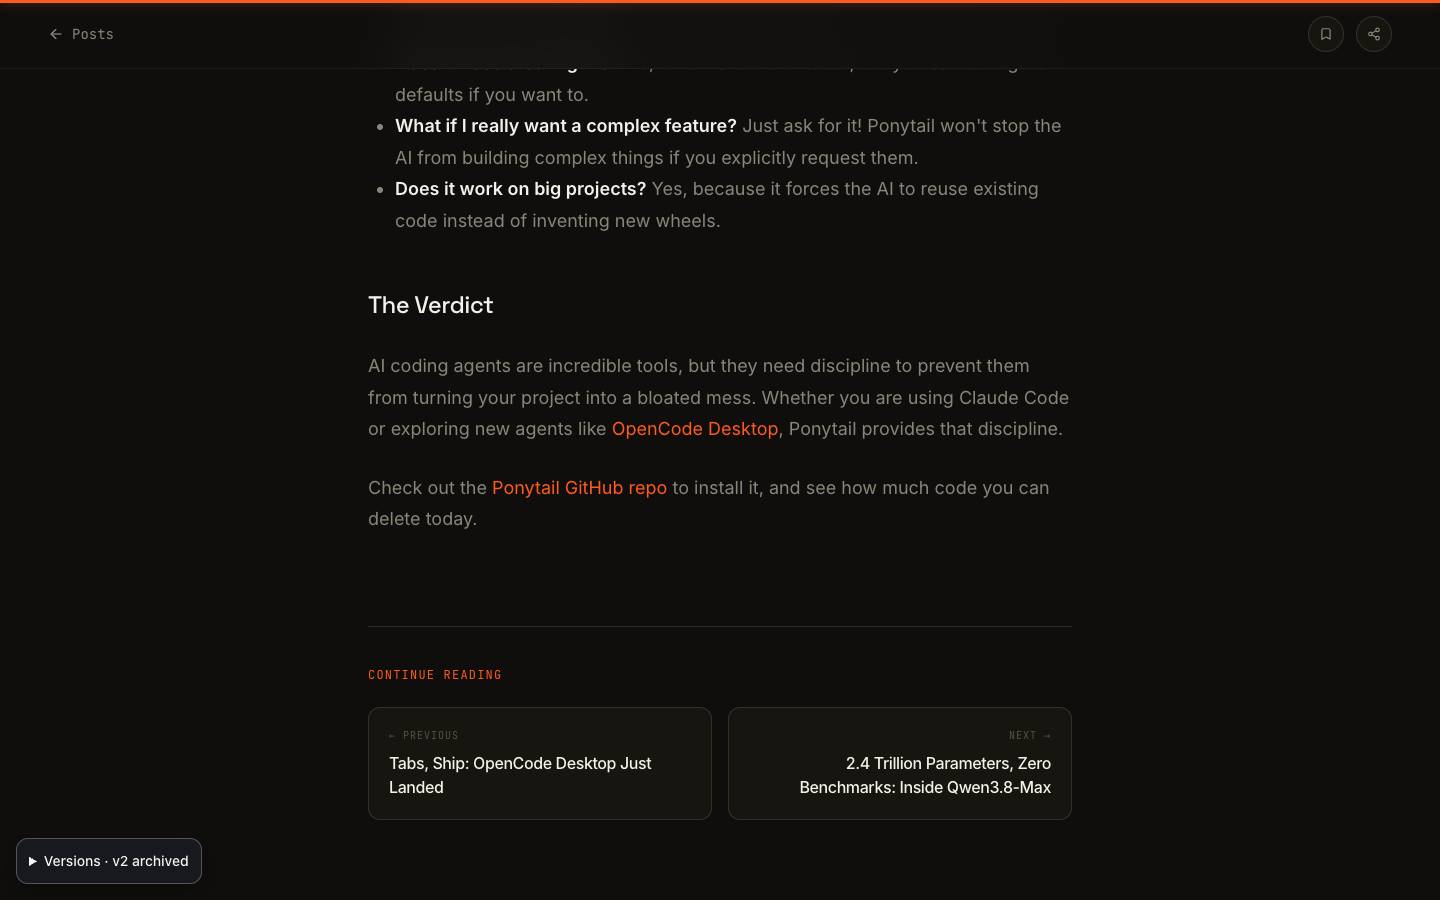 Posts
defaults if you want to.
What if I really want a complex feature? Just ask for it! Ponytail won't stop the
AI from building complex things if you explicitly request them.
Does it work on big projects? Yes, because it forces the AI to reuse existing
code instead of inventing new wheels.
The Verdict
AI coding agents are incredible tools, but they need discipline to prevent them
from turning your project into a bloated mess. Whether you are using Claude Code
or exploring new agents like OpenCode Desktop, Ponytail provides that discipline.
Check out the Ponytail GitHub repo to install it, and see how much code you can
delete today.
CONTINUE READING
← PREVIOUS
Tabs, Ship: OpenCode Desktop Just
Landed
NEXT →
2.4 Trillion Parameters, Zero
Benchmarks: Inside Qwen3.8-Max
Versions · v2 archived